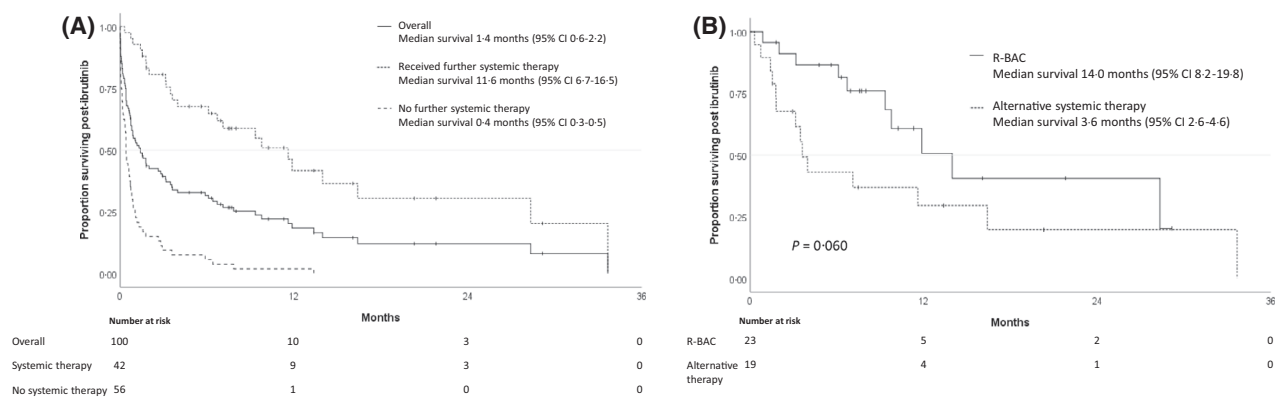 (A)
Overall
Median survival 1·4 months (95% CI 0·6-2·2)
Received further systemic therapy
Median survival 11·6 months (95% CI 6·7-16·5)
No further systemic therapy
Median survival 0·4 months (95% CI 0·3-0·5)
Proportion surviving post-ibrutinib
1·00
0·75
0·50
0·25
0·00
0
12
24
36
Months
Number at risk
Overall 100 10 3 0
Systemic therapy 42 9 3 0
No systemic therapy 56 1 0 0
(B)
R-BAC
Median survival 14·0 months (95% CI 8·2-19·8)
Alternative systemic therapy
Median survival 3·6 months (95% CI 2·6-4·6)
Proportion surviving post ibrutinib
1·00
0·75
0·50
0·25
0·00
P = 0·060
0
12
24
36
Months
Number at risk
R-BAC 23 5 2 0
Alternative 19 4 1 0
therapy